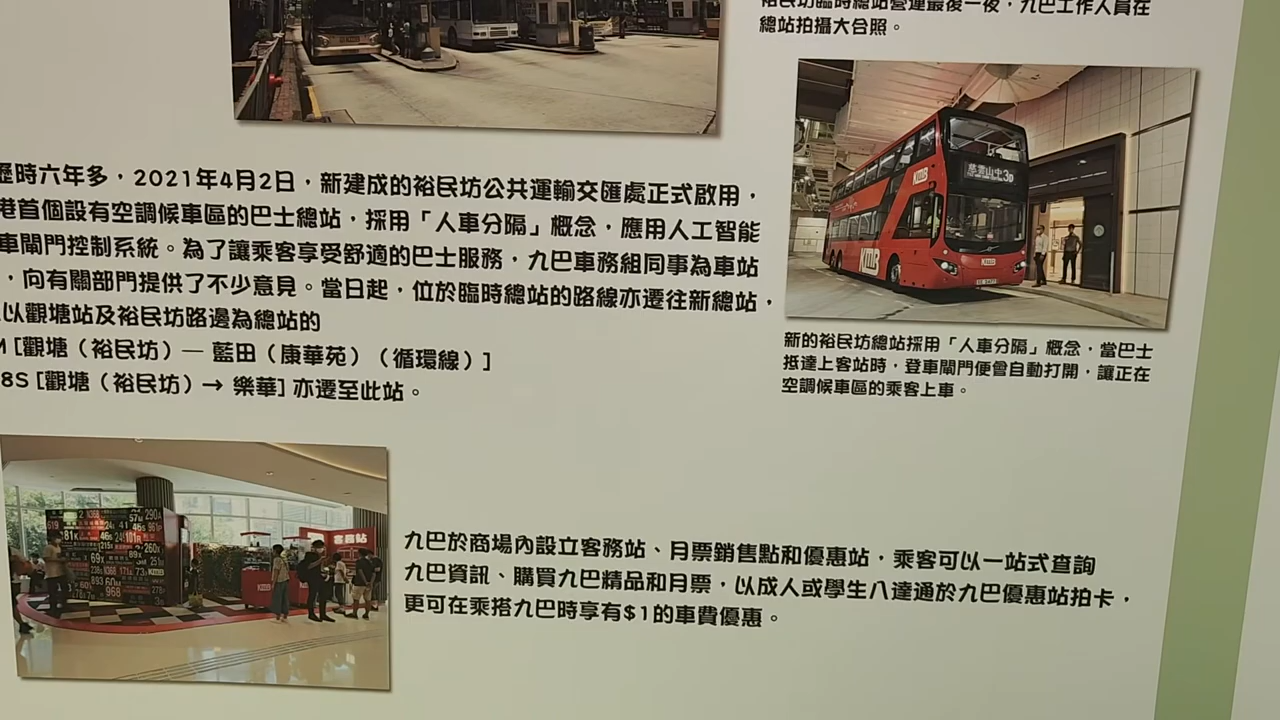 裕民坊臨時總站營運最後一夜，九巴工作人員在
總站拍攝大合照。
歷時六年多，2021年4月2日，新建成的裕民坊公共運輸交匯處正式啟用，
港首個設有空調候車區的巴士總站，採用「人車分隔」概念，應用人工智能
車閘門控制系統。為了讓乘客享受舒適的巴士服務，九巴車務組同事為車站
，向有關部門提供了不少意見。當日起，位於臨時總站的路線亦遷往新總站，
以觀塘站及裕民坊路邊為總站的
M [觀塘（裕民坊）— 藍田（康華苑）（循環線）]
8S [觀塘（裕民坊）→ 樂華] 亦遷至此站。
慈雲山中 3D
KMB
新的裕民坊總站採用「人車分隔」概念，當巴士
抵達上客站時，登車閘門便會自動打開，讓正在
空調候車區的乘客上車。
客務站
九巴於商場內設立客務站、月票銷售點和優惠站，乘客可以一站式查詢
九巴資訊、購買九巴精品和月票，以成人或學生八達通於九巴優惠站拍卡，
更可在乘搭九巴時享有$1的車費優惠。